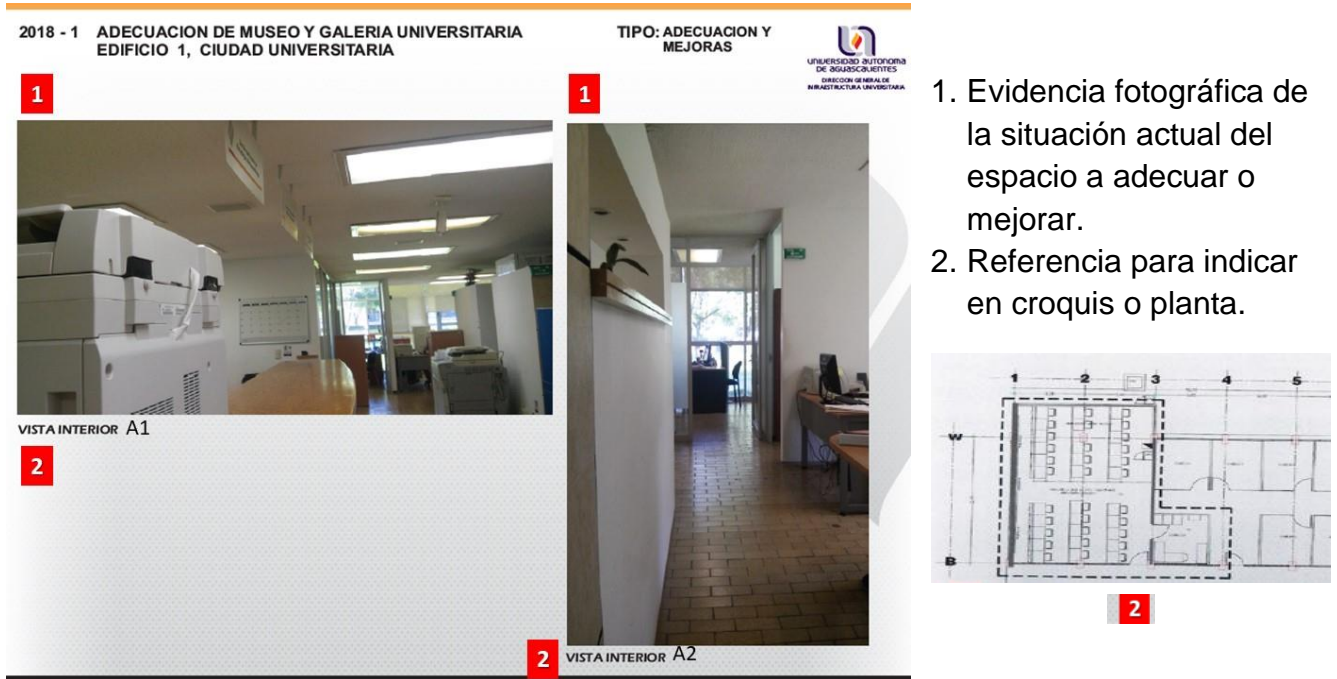 2018 - 1 ADECUACION DE MUSEO Y GALERIA UNIVERSITARIA
EDIFICIO 1, CIUDAD UNIVERSITARIA
TIPO: ADECUACION Y
MEJORAS
UNIVERSIDAD AUTONOMA
DE AGUASCALIENTES
DIRECCION GENERAL DE
INFRAESTRUCTURA UNIVERSITARIA
1
1
VISTA INTERIOR A1
2
2
VISTA INTERIOR A2
1. Evidencia fotográfica de
la situación actual del
espacio a adecuar o
mejorar.
2. Referencia para indicar
en croquis o planta.
1 2 3 4 5
W
B
2